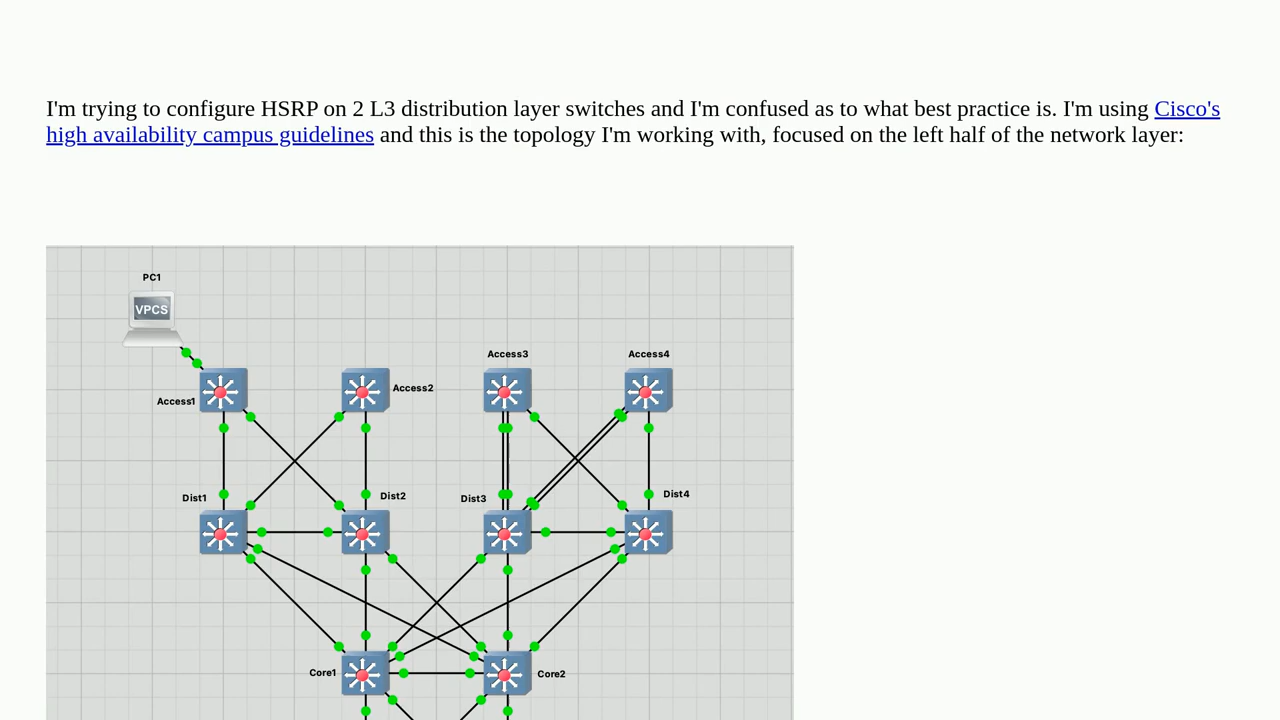 I'm trying to configure HSRP on 2 L3 distribution layer switches and I'm confused as to what best practice is. I'm using Cisco's
high availability campus guidelines and this is the topology I'm working with, focused on the left half of the network layer:
PC1
VPCS
Access3
Access4
Access2
Access1
Dist1
Dist2
Dist3
Dist4
Core1
Core2